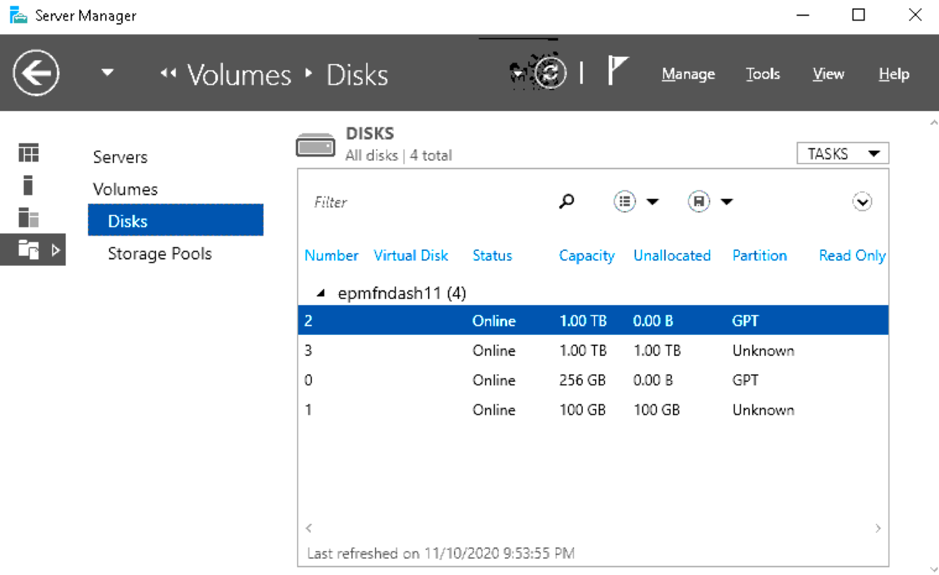 Server Manager
Volumes Disks
Manage Tools View Help
Servers
Volumes
Disks
Storage Pools
DISKS
All disks | 4 total
TASKS
Filter
Number Virtual Disk Status Capacity Unallocated Partition Read Only
epmfndash11 (4)
2 Online 1.00 TB 0.00 B GPT
3 Online 1.00 TB 1.00 TB Unknown
0 Online 256 GB 0.00 B GPT
1 Online 100 GB 100 GB Unknown
Last refreshed on 11/10/2020 9:53:55 PM